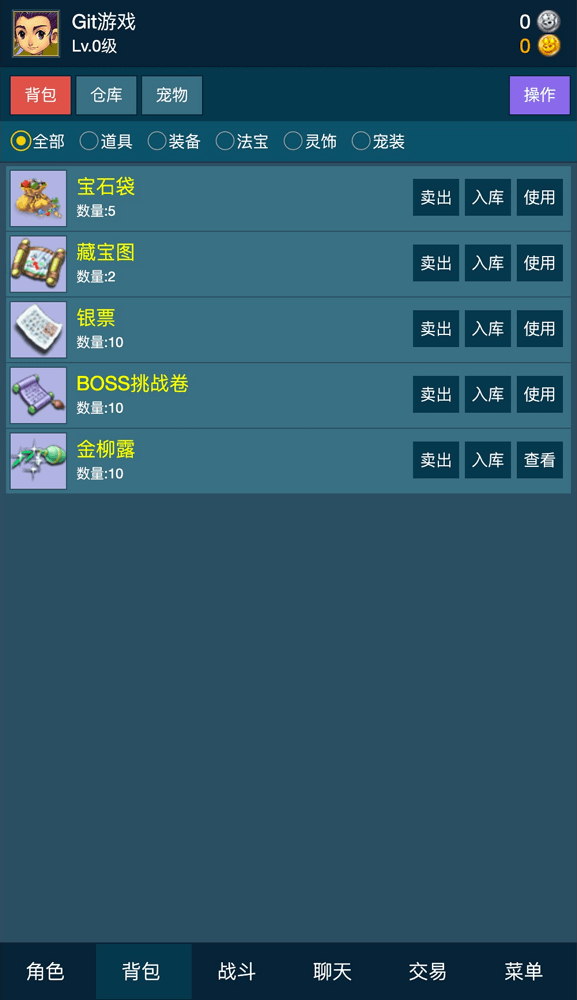 Git游戏
0
Lv.0级
0
背包 仓库 宠物 操作
全部 道具 装备 法宝 灵饰 宠装
宝石袋
数量:5
卖出 入库 使用
藏宝图
数量:2
卖出 入库 使用
银票
数量:10
卖出 入库 使用
BOSS挑战卷
数量:10
卖出 入库 使用
金柳露
数量:10
卖出 入库 查看
角色 背包 战斗 聊天 交易 菜单